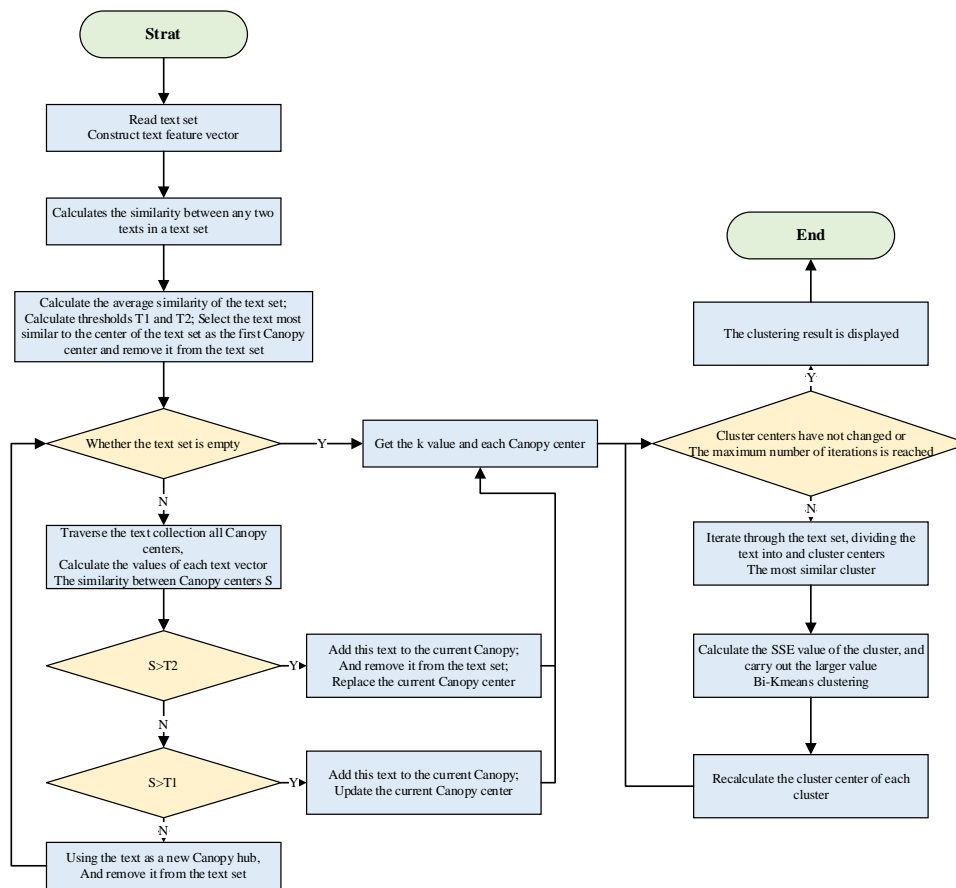 Strat
Read text set
Construct text feature vector
Calculates the similarity between any two
texts in a text set
Calculate the average similarity of the text set;
Calculate thresholds T1 and T2; Select the text most
similar to the center of the text set as the first Canopy
center and remove it from the text set
Whether the text set is empty
Y
N
Traverse the text collection all Canopy
centers,
Calculate the values of each text vector
The similarity between Canopy centers S
S>T2
Y
Add this text to the current Canopy;
And remove it from the text set;
Replace the current Canopy center
N
S>T1
Y
Add this text to the current Canopy;
Update the current Canopy center
N
Using the text as a new Canopy hub,
And remove it from the text set
Get the k value and each Canopy center
Cluster centers have not changed or
The maximum number of iterations is reached
Y
The clustering result is displayed
End
N
Iterate through the text set, dividing the
text into and cluster centers
The most similar cluster
Calculate the SSE value of the cluster, and
carry out the larger value
Bi-Kmeans clustering
Recalculate the cluster center of each
cluster